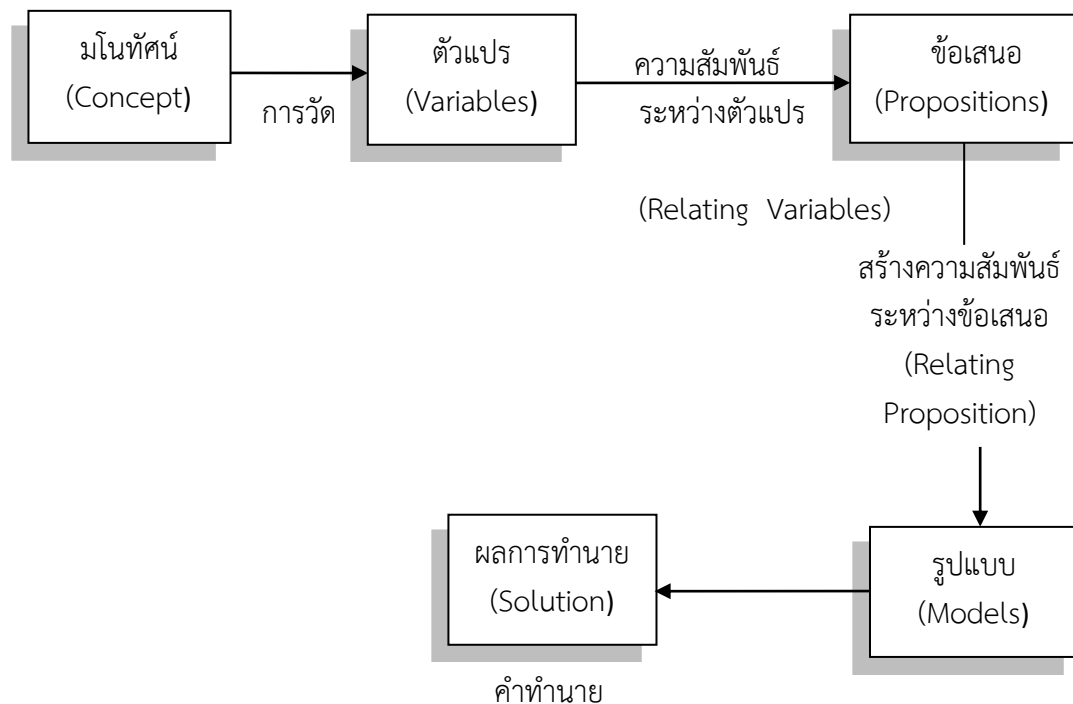 มโนทัศน์
(Concept)
การวัด
ตัวแปร
(Variables)
ความสัมพันธ์
ระหว่างตัวแปร
(Relating Variables)
ข้อเสนอ
(Propositions)
สร้างความสัมพันธ์
ระหว่างข้อเสนอ
(Relating
Proposition)
รูปแบบ
(Models)
ผลการทำนาย
(Solution)
คำทำนาย